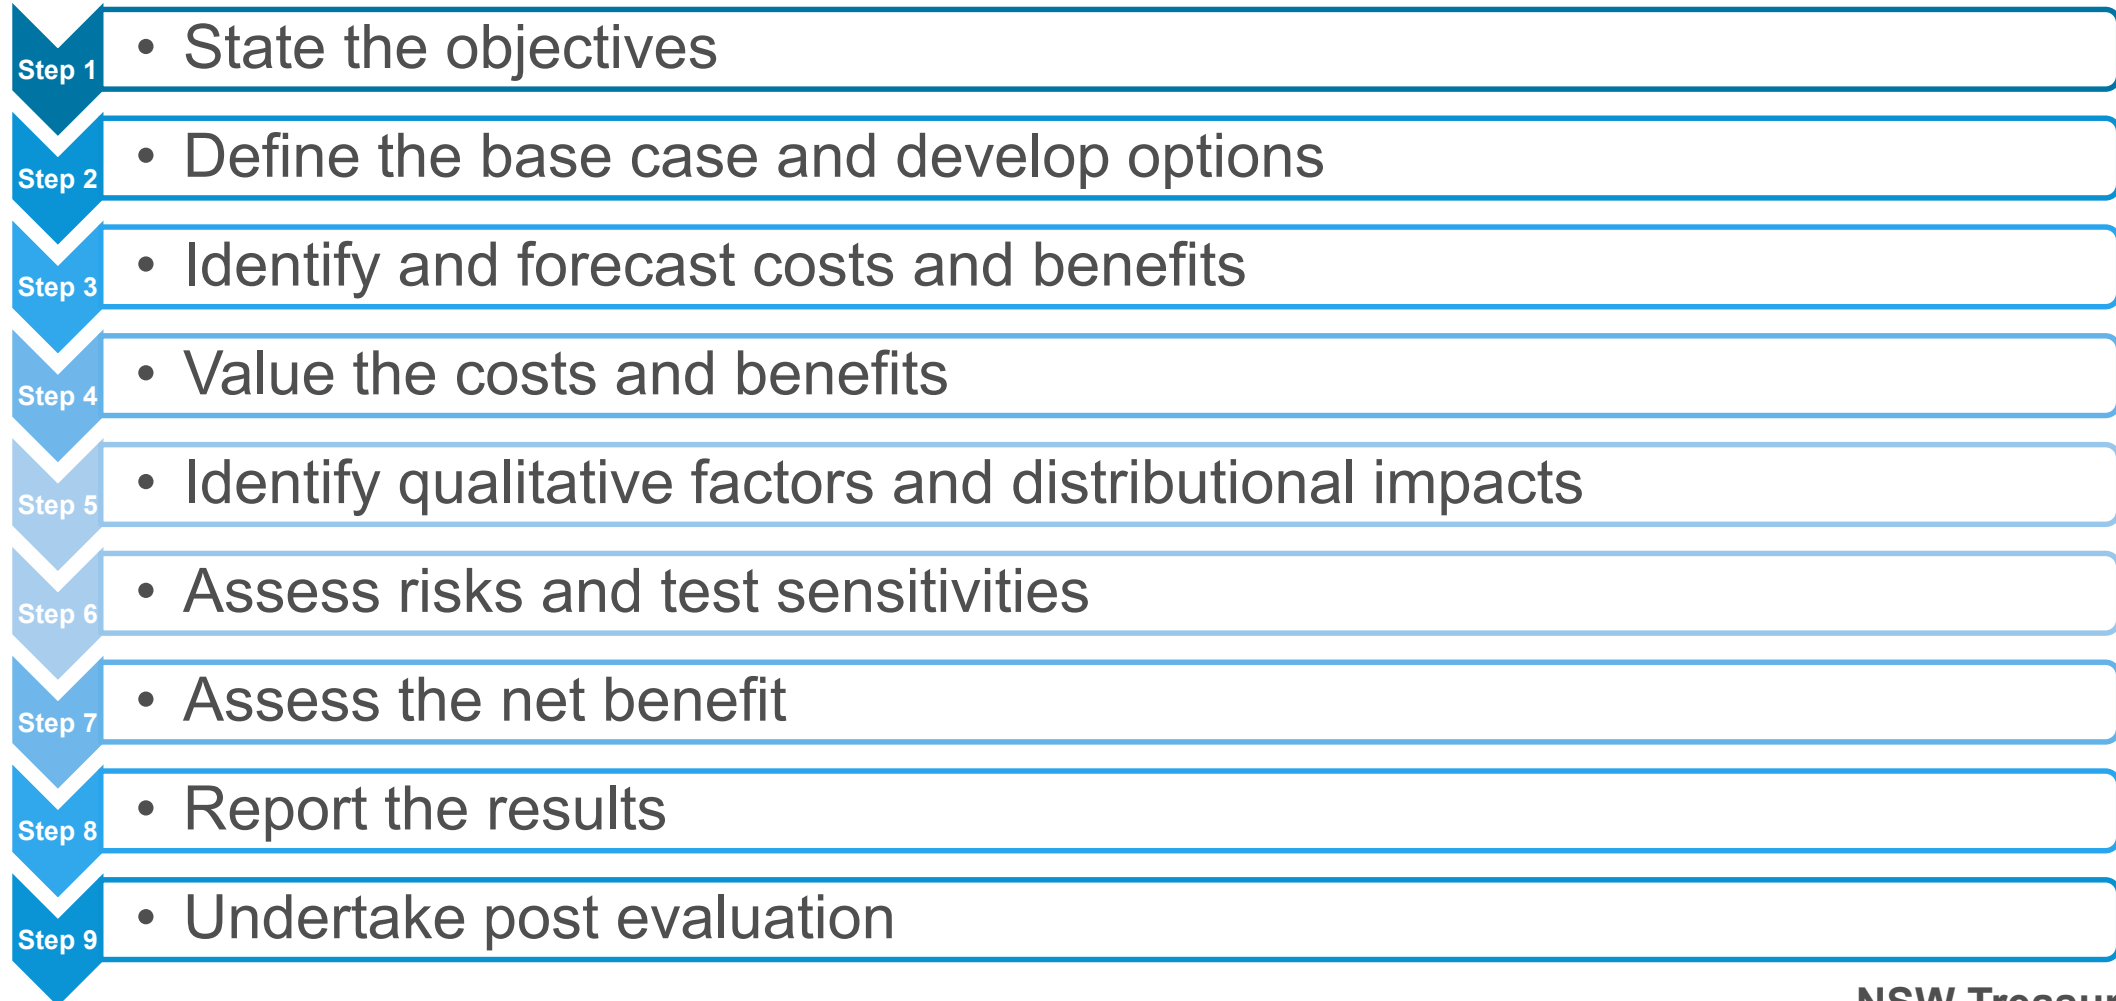 Step 1
• State the objectives
Step 2
• Define the base case and develop options
Step 3
• Identify and forecast costs and benefits
Step 4
• Value the costs and benefits
Step 5
• Identify qualitative factors and distributional impacts
Step 6
• Assess risks and test sensitivities
Step 7
• Assess the net benefit
Step 8
• Report the results
Step 9
• Undertake post evaluation
NSW